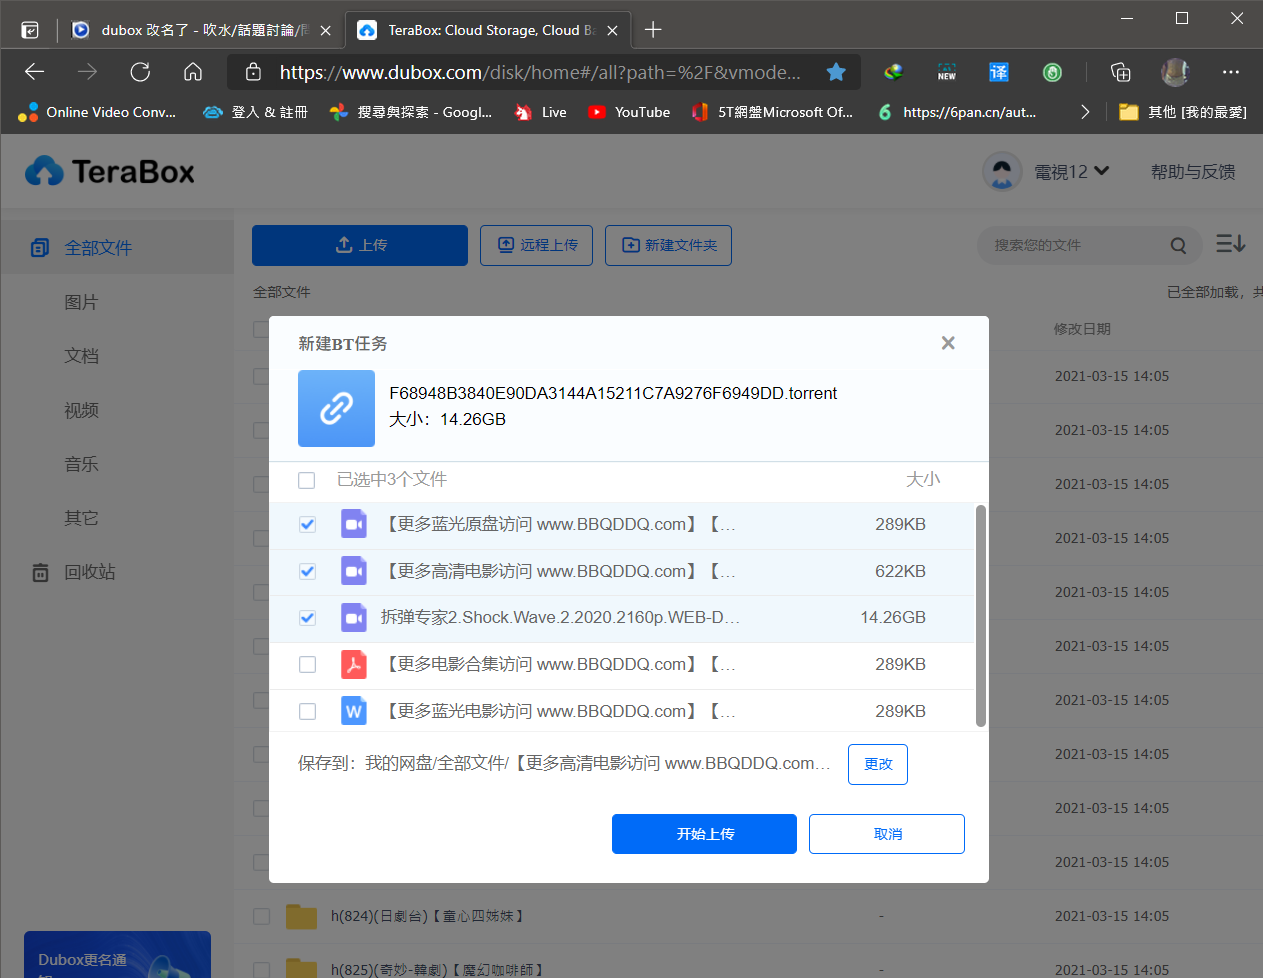 dubox 改名了 - 吹水/話題討論/
TeraBox: Cloud Storage, Cloud Ba
https://www.dubox.com/disk/home#/all?path=%2F&vmode...
NEW
译
Online Video Conv...
登入 & 註冊
搜尋與探索 - Googl...
Live
YouTube
5T網盤Microsoft Of...
6
https://6pan.cn/aut...
其他 [我的最愛]
TeraBox
電視12
帮助与反馈
全部文件
图片
文档
视频
音乐
其它
回收站
上传
远程上传
新建文件夹
搜索您的文件
全部文件
已全部加载，共
修改日期
2021-03-15 14:05
2021-03-15 14:05
2021-03-15 14:05
2021-03-15 14:05
2021-03-15 14:05
2021-03-15 14:05
2021-03-15 14:05
2021-03-15 14:05
2021-03-15 14:05
2021-03-15 14:05
新建BT任务
F68948B3840E90DA3144A15211C7A9276F6949DD.torrent
大小：14.26GB
已选中3个文件 大小
【更多蓝光原盘访问 www.BBQDDQ.com】【... 289KB
【更多高清电影访问 www.BBQDDQ.com】【... 622KB
拆弹专家2.Shock.Wave.2.2020.2160p.WEB-D... 14.26GB
【更多电影合集访问 www.BBQDDQ.com】【... 289KB
W 【更多蓝光电影访问 www.BBQDDQ.com】【... 289KB
保存到：我的网盘/全部文件/【更多高清电影访问 www.BBQDDQ.com... 更改
开始上传 取消
h(824)(日劇台)【童心四姊妹】 - 2021-03-15 14:05
h(825)(奇妙-韓劇)【魔幻咖啡師】 - 2021-03-15 14:05
Dubox更名通